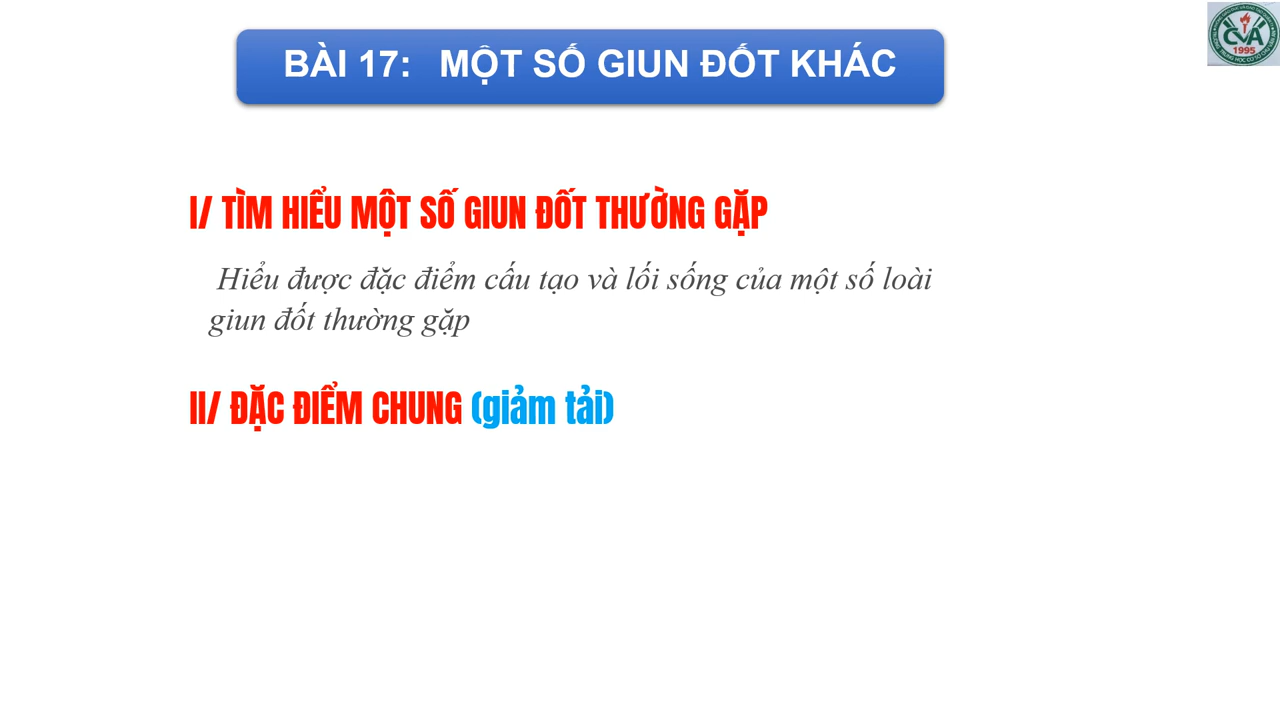 BÀI 17: MỘT SỐ GIUN ĐỐT KHÁC
CVA
1995
I/ TÌM HIỂU MỘT SỐ GIUN ĐỐT THƯỜNG GẶP
Hiểu được đặc điểm cấu tạo và lối sống của một số loài
giun đốt thường gặp
II/ ĐẶC ĐIỂM CHUNG (giảm tải)